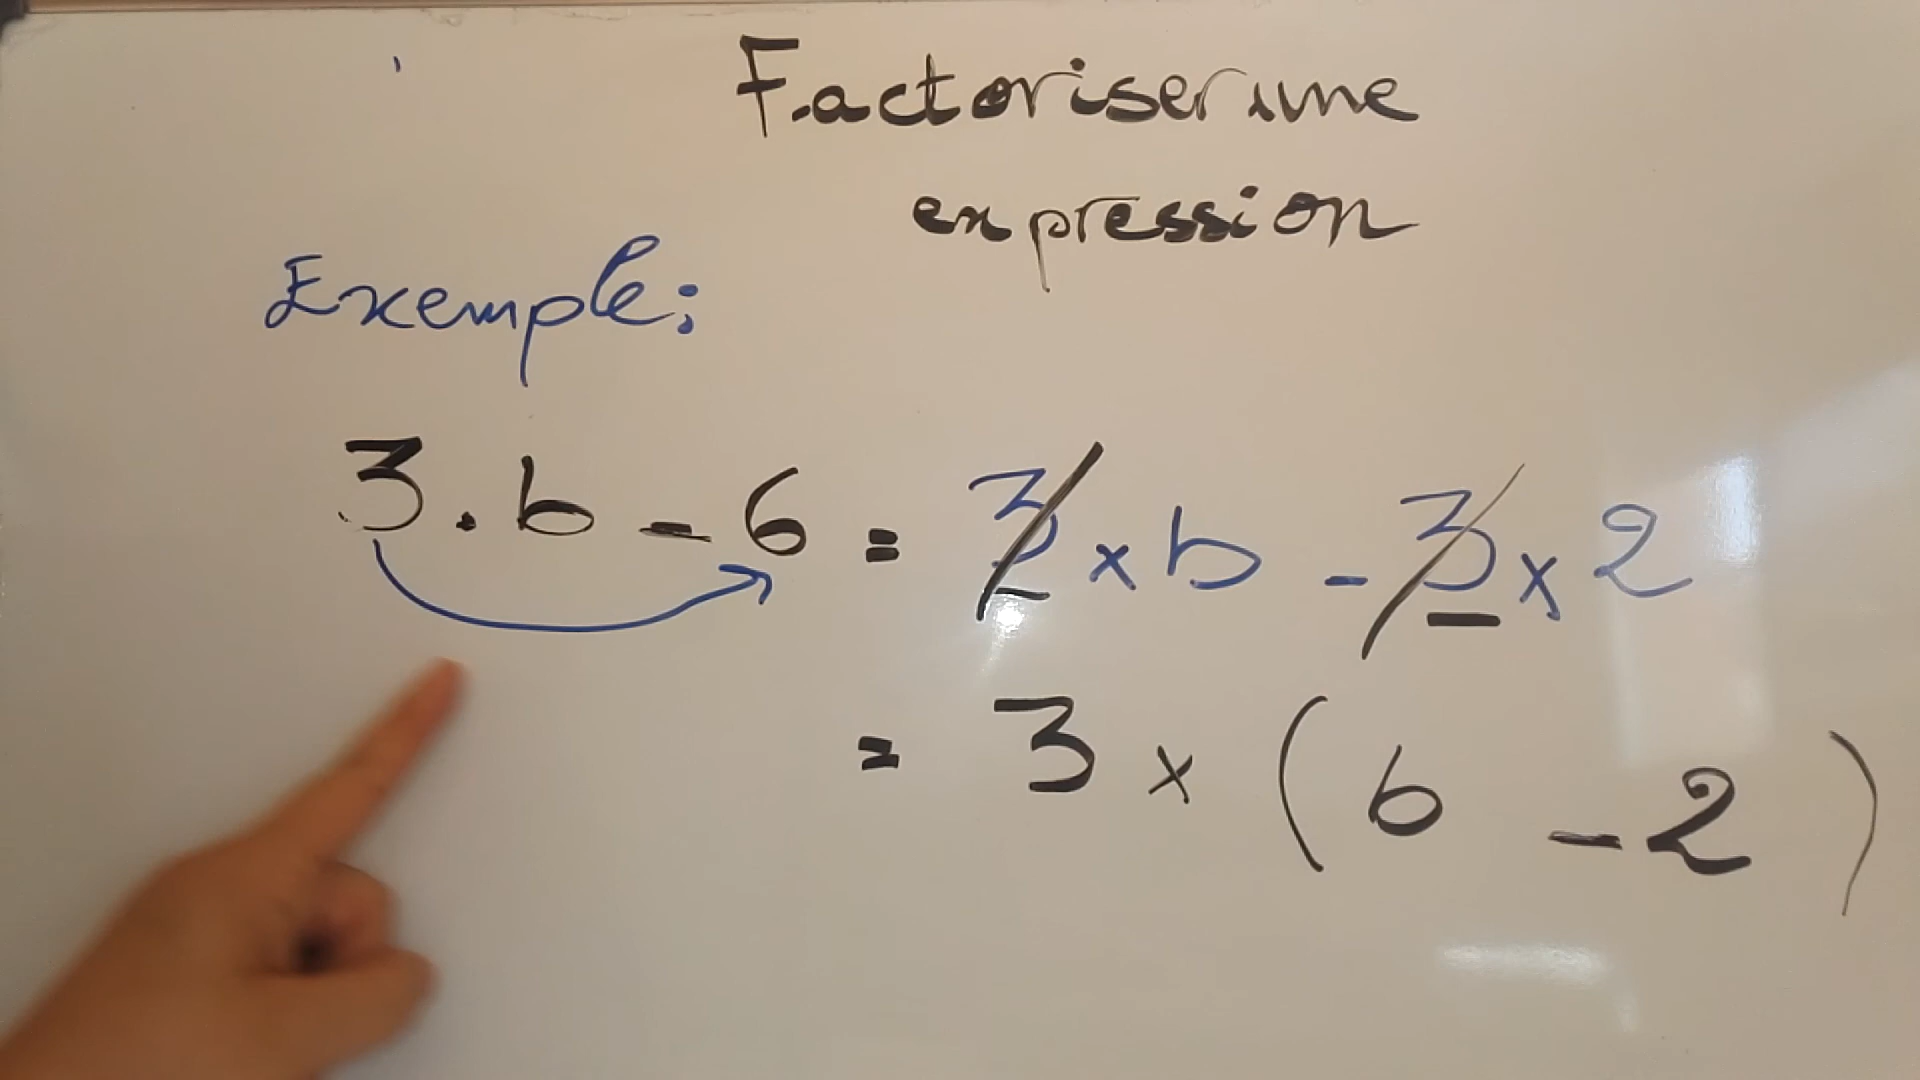 Factoriser une
expression
Exemple:
3.b-6 = 3×b - 3×2
= 3 × (b - 2)